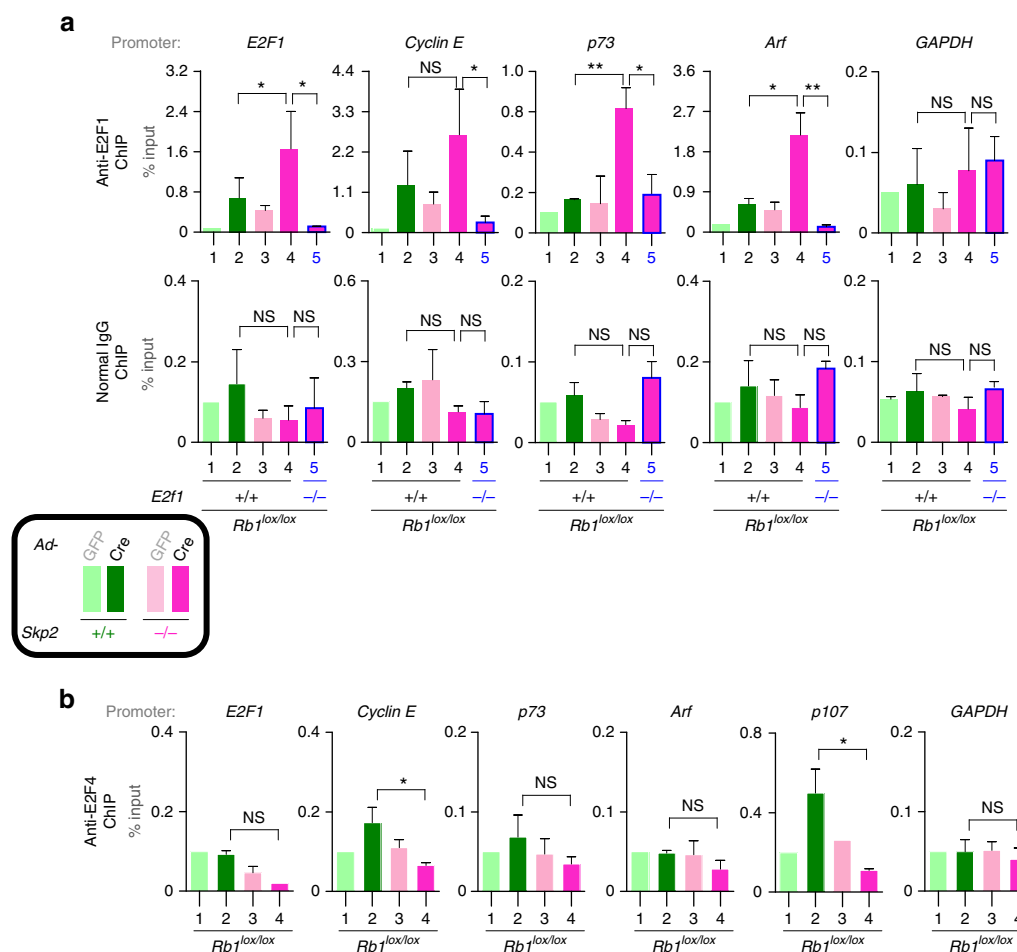 a
Promoter: E2F1 Cyclin E p73 Arf GAPDH
Anti-E2F1
ChIP
% input
3.2 4.4 1.0 3.6 0.2
2.4 3.3 0.8 2.7
1.6 2.2 0.4 1.8 0.1
0.8 1.1 0.2 0.9
0 0 0 0 0
* * NS * ** * * ** NS NS
1 2 3 4 5 1 2 3 4 5 1 2 3 4 5 1 2 3 4 5 1 2 3 4 5
Normal IgG
ChIP
% input
0.4 0.6 0.2 0.2 0.2
0.2 0.3 0.1 0.1 0.1
0 0 0 0 0
NS NS NS NS NS NS NS NS NS NS
1 2 3 4 5 1 2 3 4 5 1 2 3 4 5 1 2 3 4 5 1 2 3 4 5
E2f1 +/+ –/– +/+ –/– +/+ –/– +/+ –/– +/+ –/–
Rb1lox/lox Rb1lox/lox Rb1lox/lox Rb1lox/lox Rb1lox/lox
Ad- GFP Cre GFP Cre
Skp2 +/+ –/–
b
Promoter: E2F1 Cyclin E p73 Arf p107 GAPDH
Anti-E2F4
ChIP
% input
0.4 0.4 0.2 0.2 0.8 0.2
0.2 0.2 0.1 0.1 0.4 0.1
0 0 0 0 0 0
NS * NS NS * NS
1 2 3 4 1 2 3 4 1 2 3 4 1 2 3 4 1 2 3 4 1 2 3 4
Rb1lox/lox Rb1lox/lox Rb1lox/lox Rb1lox/lox Rb1lox/lox Rb1lox/lox